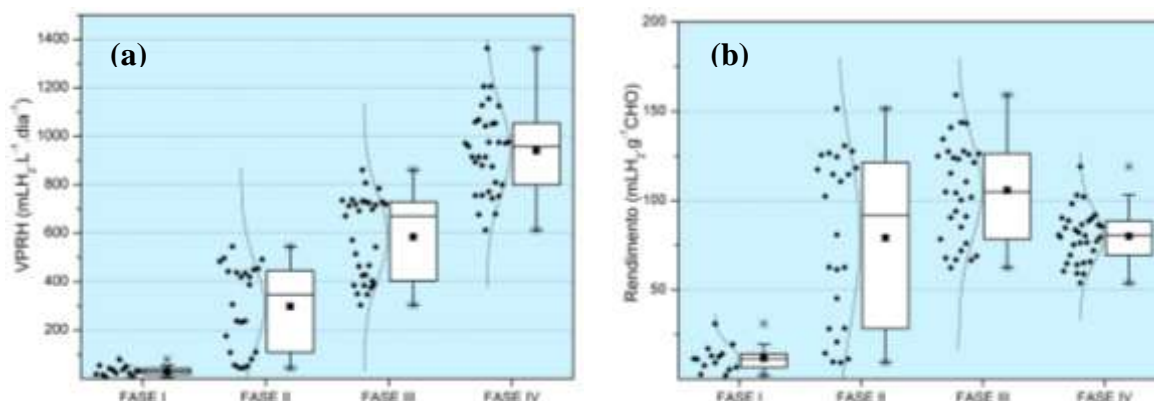 (a)
VPRH (mLH₂.L⁻¹.dia⁻¹)
1400
1200
1000
800
600
400
200
FASE I FASE II FASE III FASE IV
(b)
Rendimento (mLH₂.g⁻¹CHO)
200
150
100
50
FASE I FASE II FASE III FASE IV